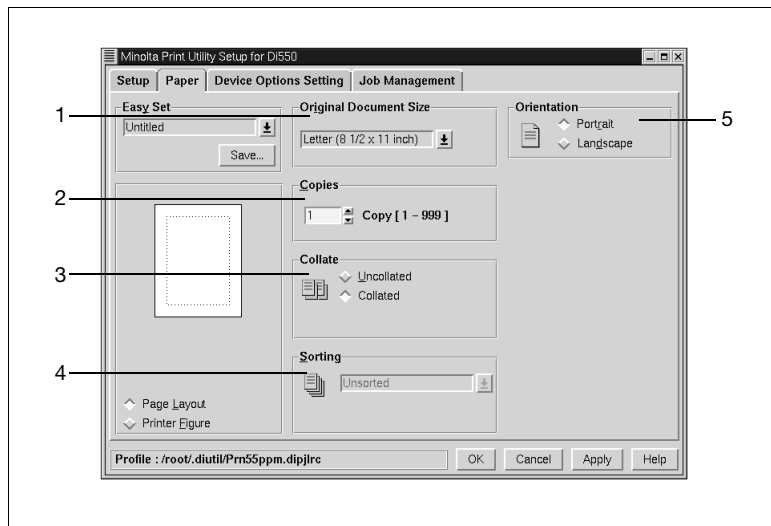 Minolta Print Utility Setup for Di550
Setup Paper Device Options Setting Job Management
1
Easy Set
Untitled
Save...
Original Document Size
Letter (8 1/2 x 11 inch)
Orientation
Portrait
Landscape
5
2
Copies
1 Copy [ 1 – 999 ]
3
Collate
Uncollated
Collated
4
Sorting
Unsorted
Page Layout
Printer Figure
Profile : /root/.diutil/Prn55ppm.dipjlrc
OK Cancel Apply Help